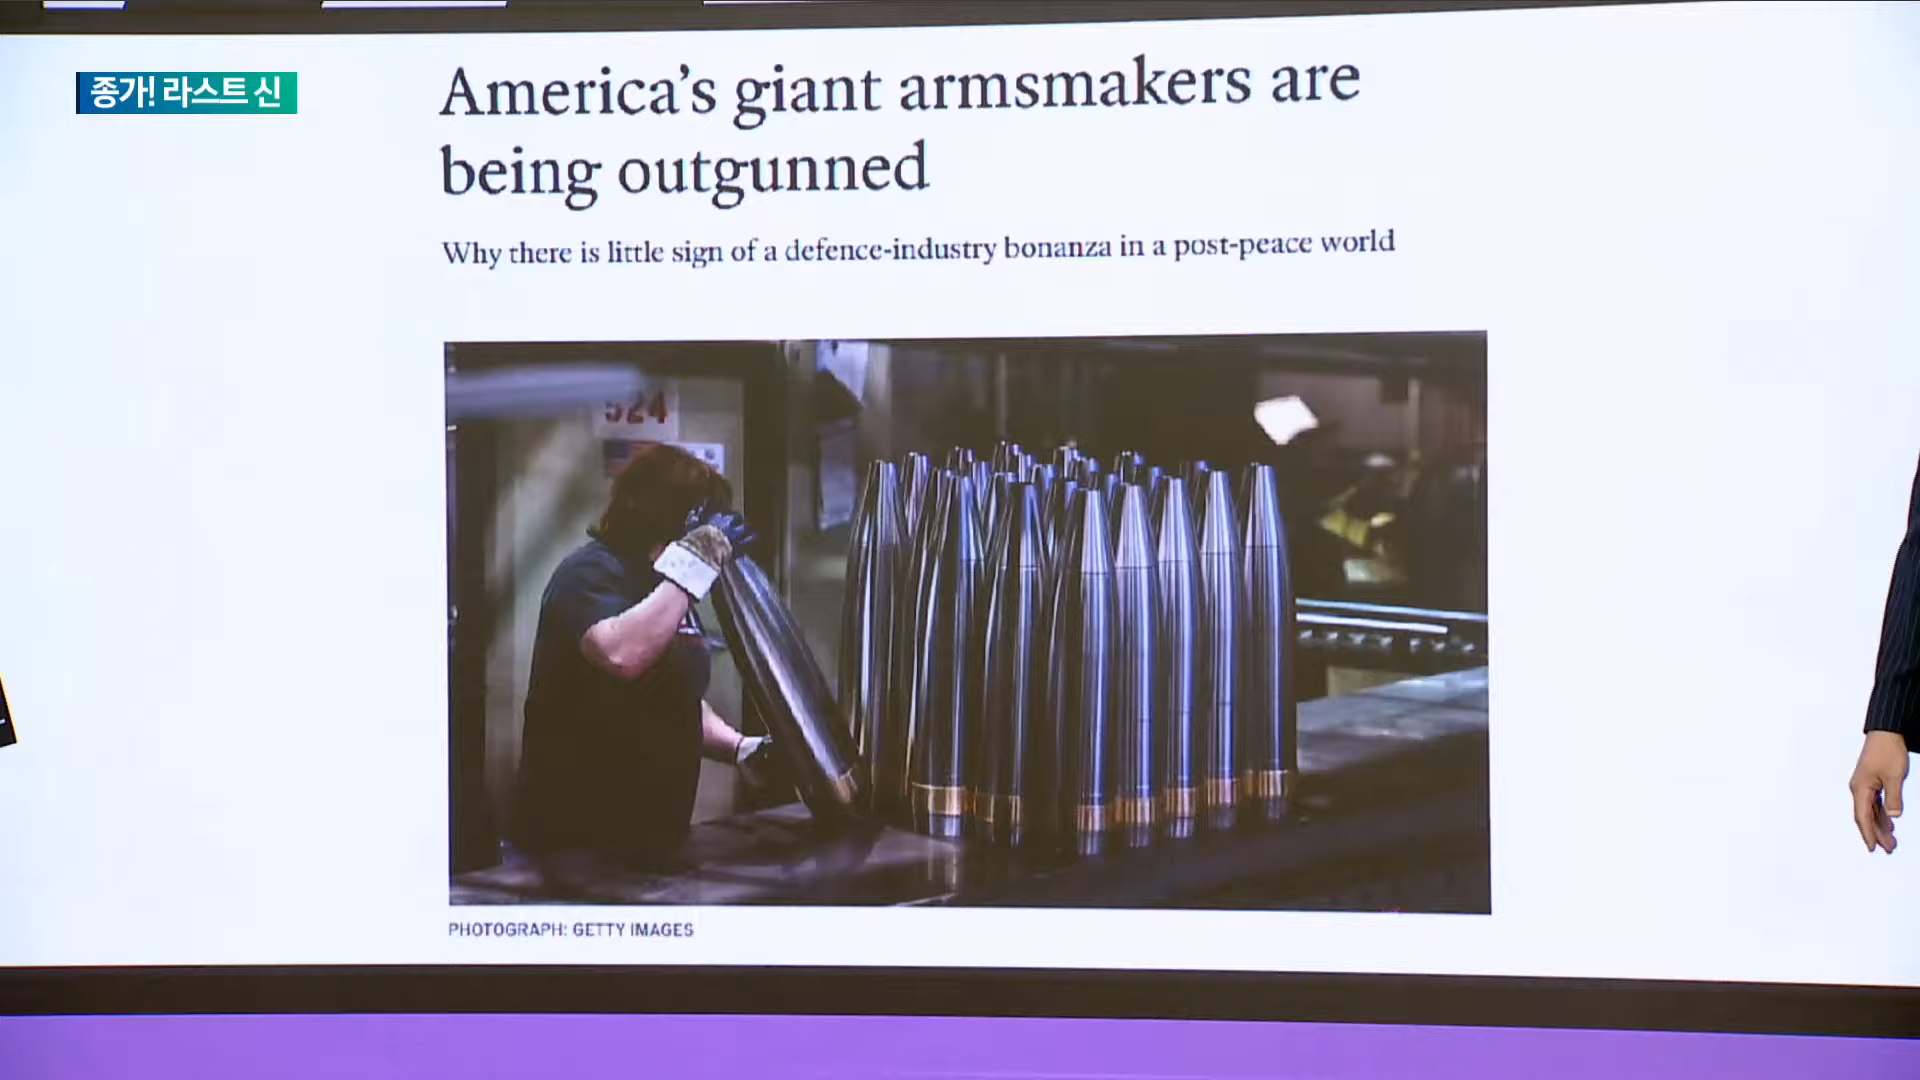 종가! 라스트 신
America's giant armsmakers are
being outgunned
Why there is little sign of a defence-industry bonanza in a post-peace world
524
PHOTOGRAPH: GETTY IMAGES